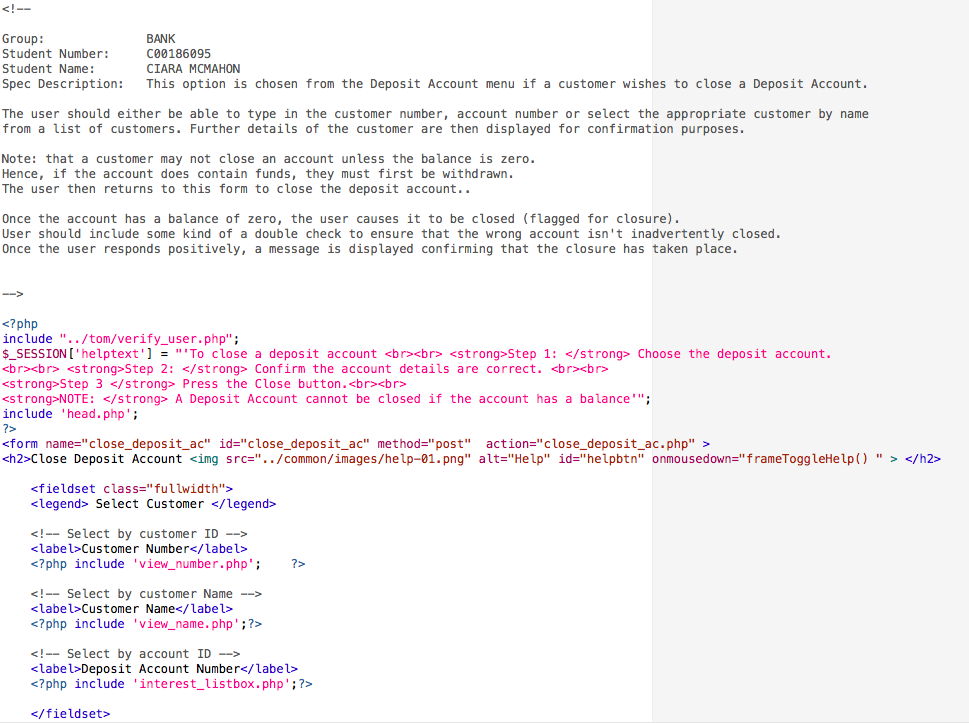 <!--
Group: BANK
Student Number: C00186095
Student Name: CIARA MCMAHON
Spec Description: This option is chosen from the Deposit Account menu if a customer wishes to close a Deposit Account.
The user should either be able to type in the customer number, account number or select the appropriate customer by name
from a list of customers. Further details of the customer are then displayed for confirmation purposes.
Note: that a customer may not close an account unless the balance is zero.
Hence, if the account does contain funds, they must first be withdrawn.
The user then returns to this form to close the deposit account..
Once the account has a balance of zero, the user causes it to be closed (flagged for closure).
User should include some kind of a double check to ensure that the wrong account isn't inadvertently closed.
Once the user responds positively, a message is displayed confirming that the closure has taken place.
-->
<?php
include "../tom/verify_user.php";
$_SESSION['helptext'] = "'To close a deposit account <br><br> <strong>Step 1: </strong> Choose the deposit account.
<br><br> <strong>Step 2: </strong> Confirm the account details are correct. <br><br>
<strong>Step 3 </strong> Press the Close button.<br><br>
<strong>NOTE: </strong> A Deposit Account cannot be closed if the account has a balance'";
include 'head.php';
?>
<form name="close_deposit_ac" id="close_deposit_ac" method="post"  action="close_deposit_ac.php" >
<h2>Close Deposit Account <img src="../common/images/help-01.png" alt="Help" id="helpbtn" onmousedown="frameToggleHelp() " > </h2>
<fieldset class="fullwidth">
<legend> Select Customer </legend>
<!-- Select by customer ID -->
<label>Customer Number</label>
<?php include 'view_number.php';    ?>
<!-- Select by customer Name -->
<label>Customer Name</label>
<?php include 'view_name.php';?>
<!-- Select by account ID -->
<label>Deposit Account Number</label>
<?php include 'interest_listbox.php';?>
</fieldset>